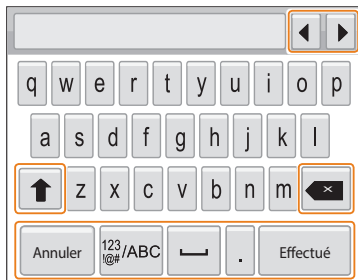 q w e r t y u i o p
a s d f g h j k l
z x c v b n m
Annuler 123 !@# /ABC . Effectué